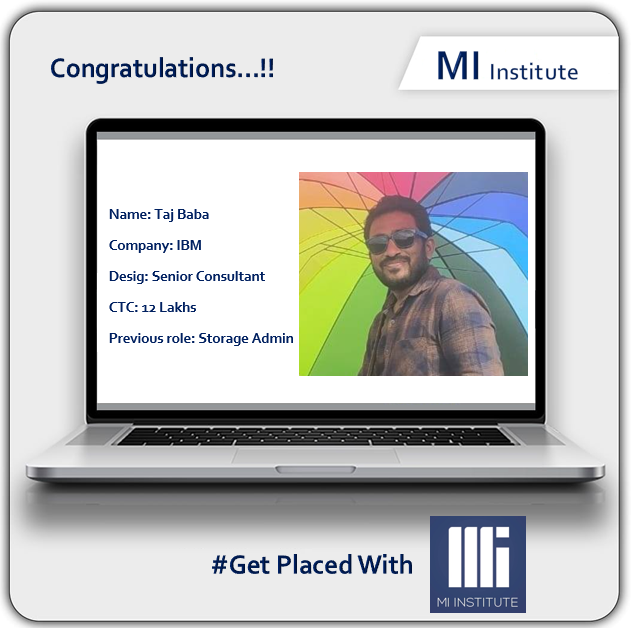 Congratulations...!!
MI Institute
Name: Taj Baba
Company: IBM
Desig: Senior Consultant
CTC: 12 Lakhs
Previous role: Storage Admin
#Get Placed With
MI INSTITUTE